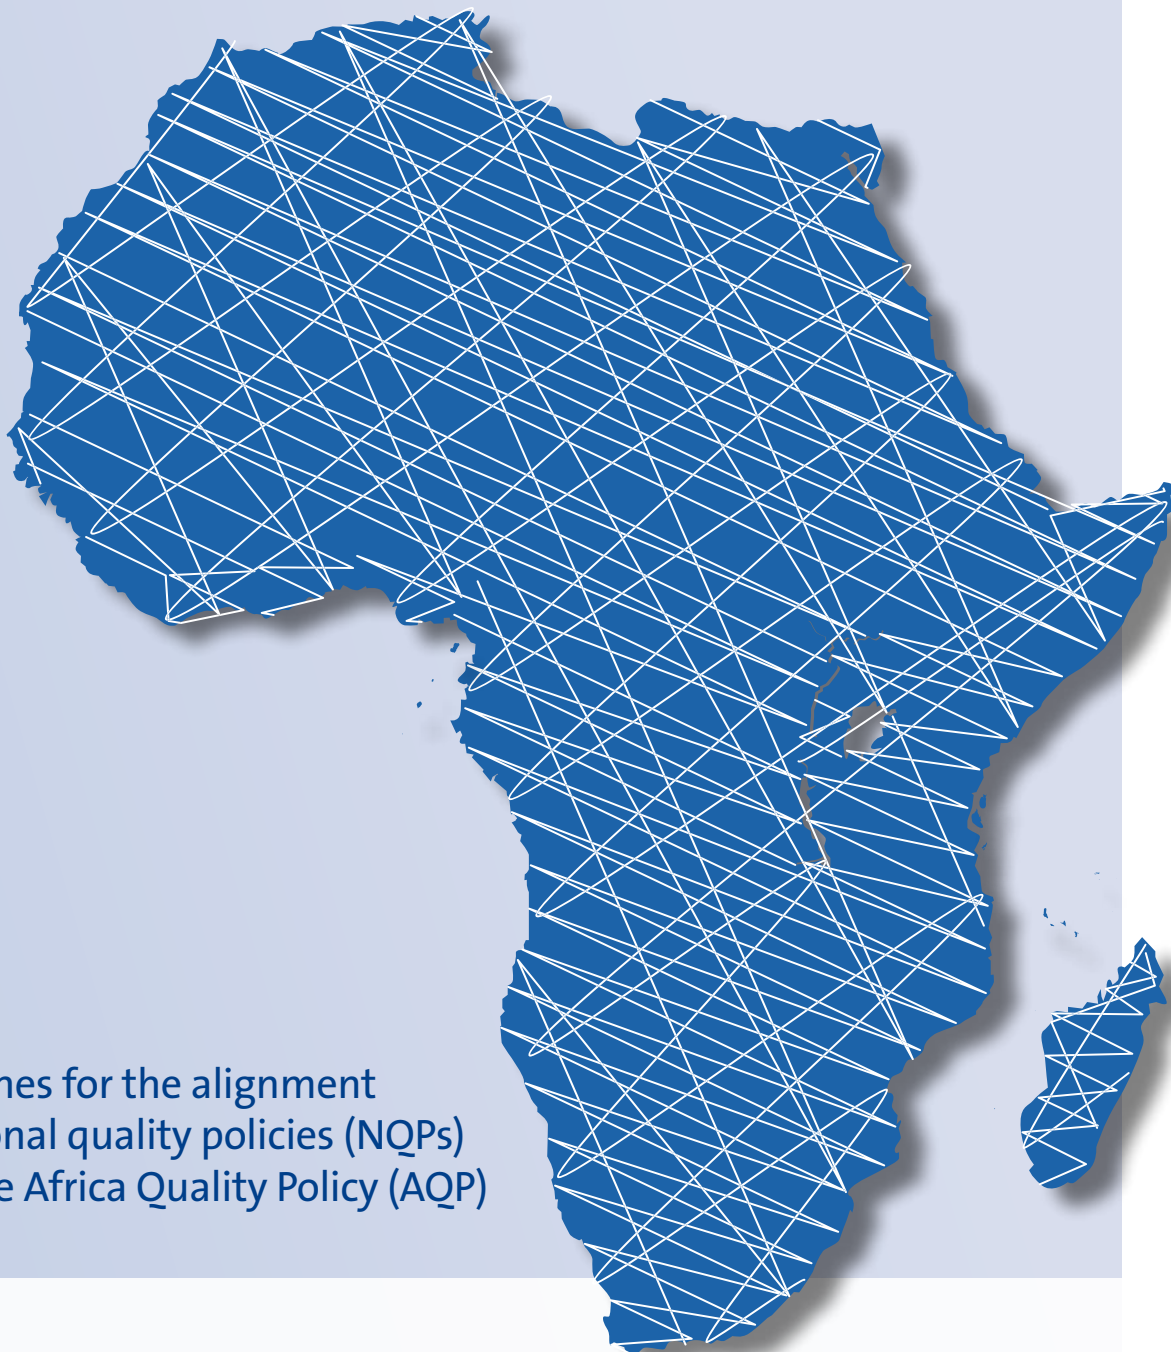 nes for the alignment
onal quality policies (NQPs)
e Africa Quality Policy (AQP)